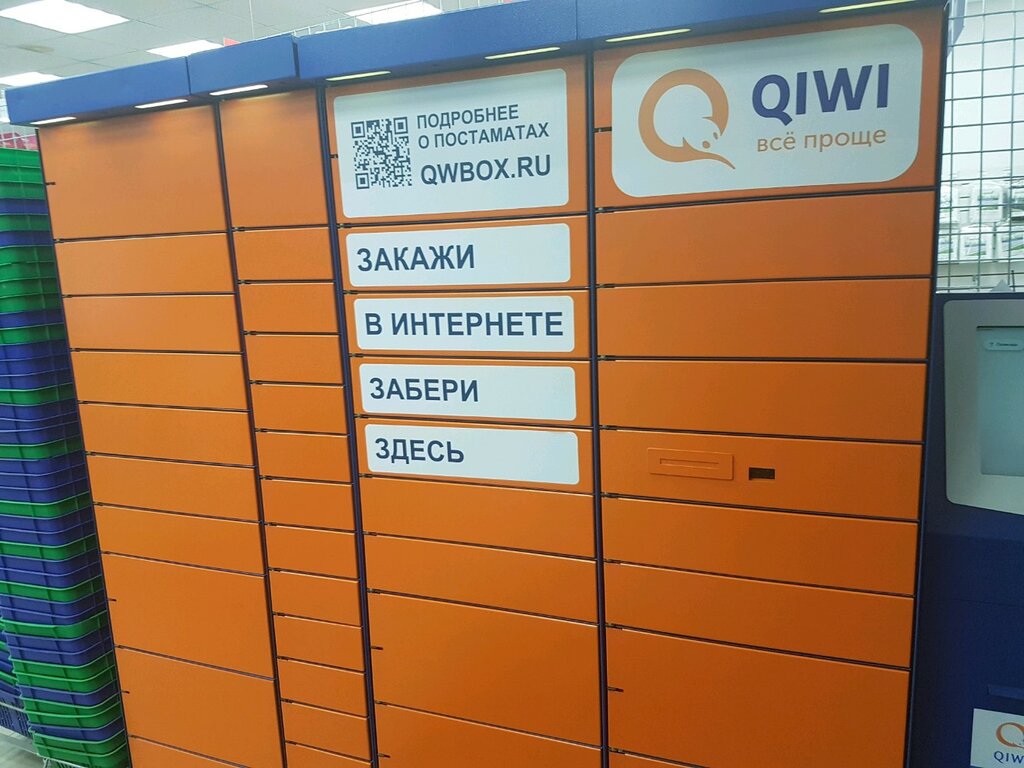 ПОДРОБНЕЕ
О ПОСТАМАТАХ
QWBOX.RU
QIWI
всё проще
ЗАКАЖИ
В ИНТЕРНЕТЕ
ЗАБЕРИ
ЗДЕСЬ